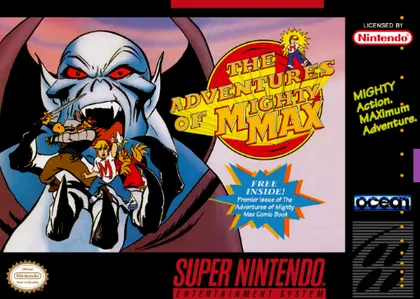 LICENSED BY
Nintendo
THE
ADVENTURES
OF MIGHTY
MAX
MIGHTY
Action.
MAXimum
Adventure.
FREE
INSIDE!
Premier Issue of The
Adventures of Mighty
Max Comic Book
ocean
Nintendo
SUPER NINTENDO
ENTERTAINMENT SYSTEM